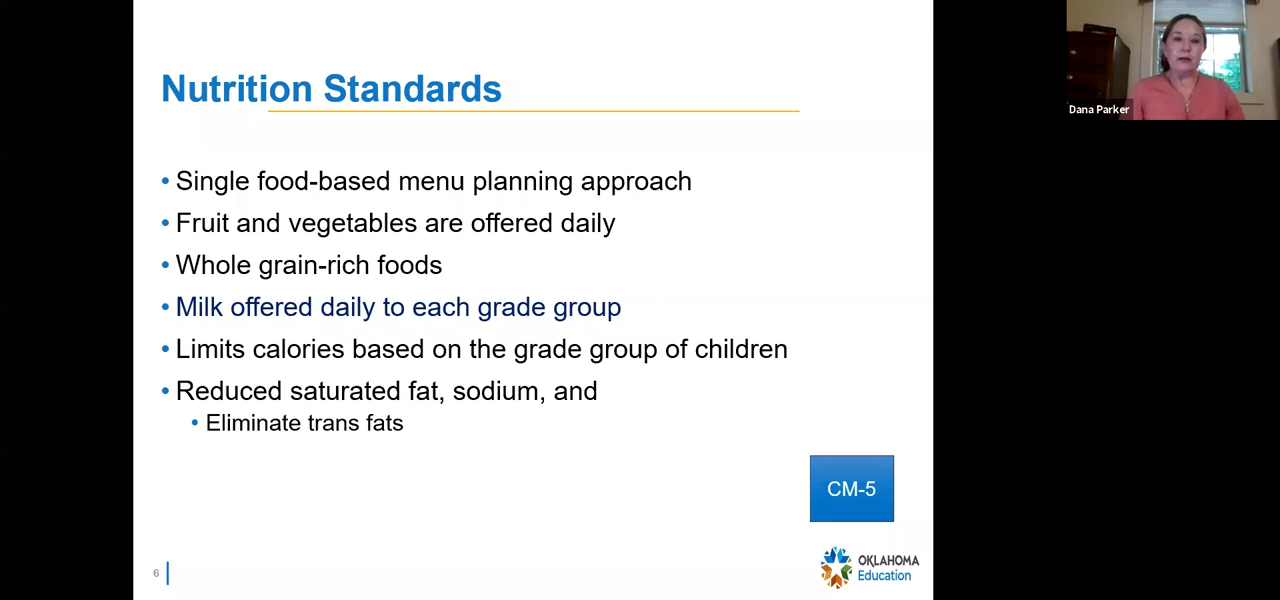 Nutrition Standards
• Single food-based menu planning approach
• Fruit and vegetables are offered daily
• Whole grain-rich foods
• Milk offered daily to each grade group
• Limits calories based on the grade group of children
• Reduced saturated fat, sodium, and
• Eliminate trans fats
CM-5
6
OKLAHOMA
Education
Dana Parker